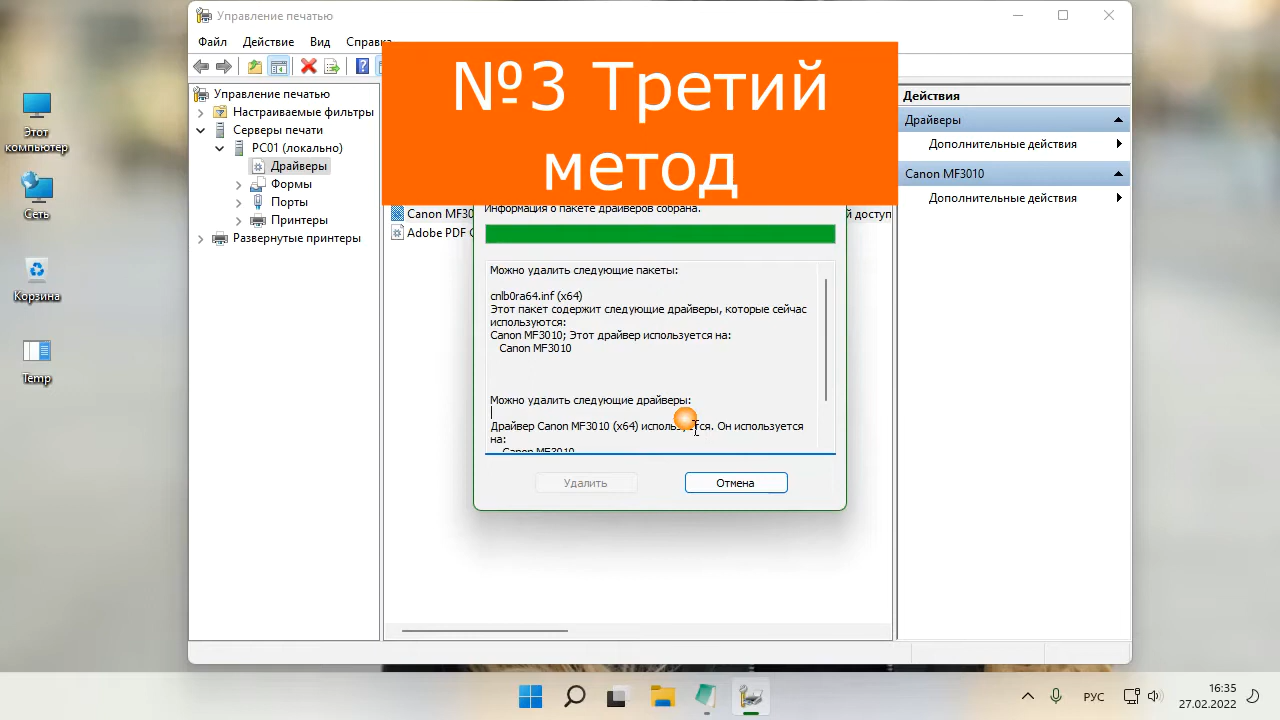 Управление печатью
Файл Действие Вид Справка
№3 Третий
метод
Этот
компьютер
Сеть
Корзина
Temp
Управление печатью
Настраиваемые фильтры
Серверы печати
PC01 (локально)
Драйверы
Формы
Порты
Принтеры
Развернутые принтеры
Canon MF30
й доступ
Adobe PDF C
Информация о пакете драйверов собрана.
Можно удалить следующие пакеты:
cnlb0ra64.inf (x64)
Этот пакет содержит следующие драйверы, которые сейчас
используются:
Canon MF3010; Этот драйвер используется на:
Canon MF3010
Можно удалить следующие драйверы:
Драйвер Canon MF3010 (x64) используется. Он используется
на:
Canon MF3010
Удалить
Отмена
Действия
Драйверы
Дополнительные действия
Canon MF3010
Дополнительные действия
РУС
16:35
27.02.2022